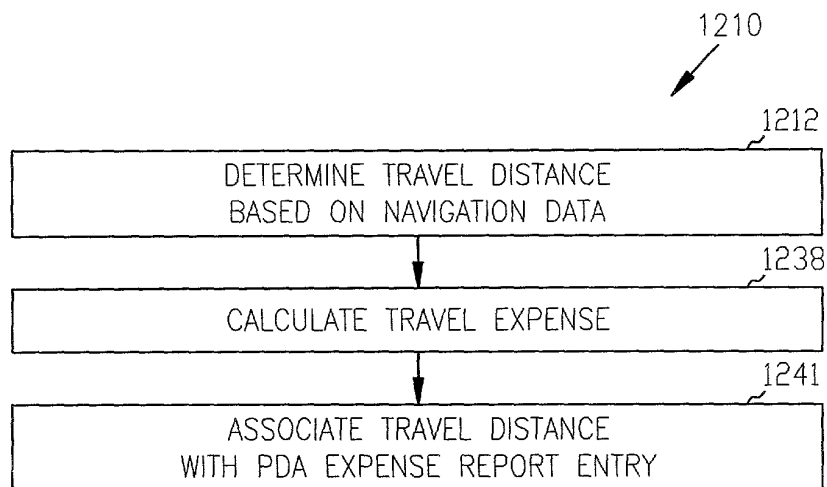 1210
1212
DETERMINE TRAVEL DISTANCE
BASED ON NAVIGATION DATA
1238
CALCULATE TRAVEL EXPENSE
1241
ASSOCIATE TRAVEL DISTANCE
WITH PDA EXPENSE REPORT ENTRY